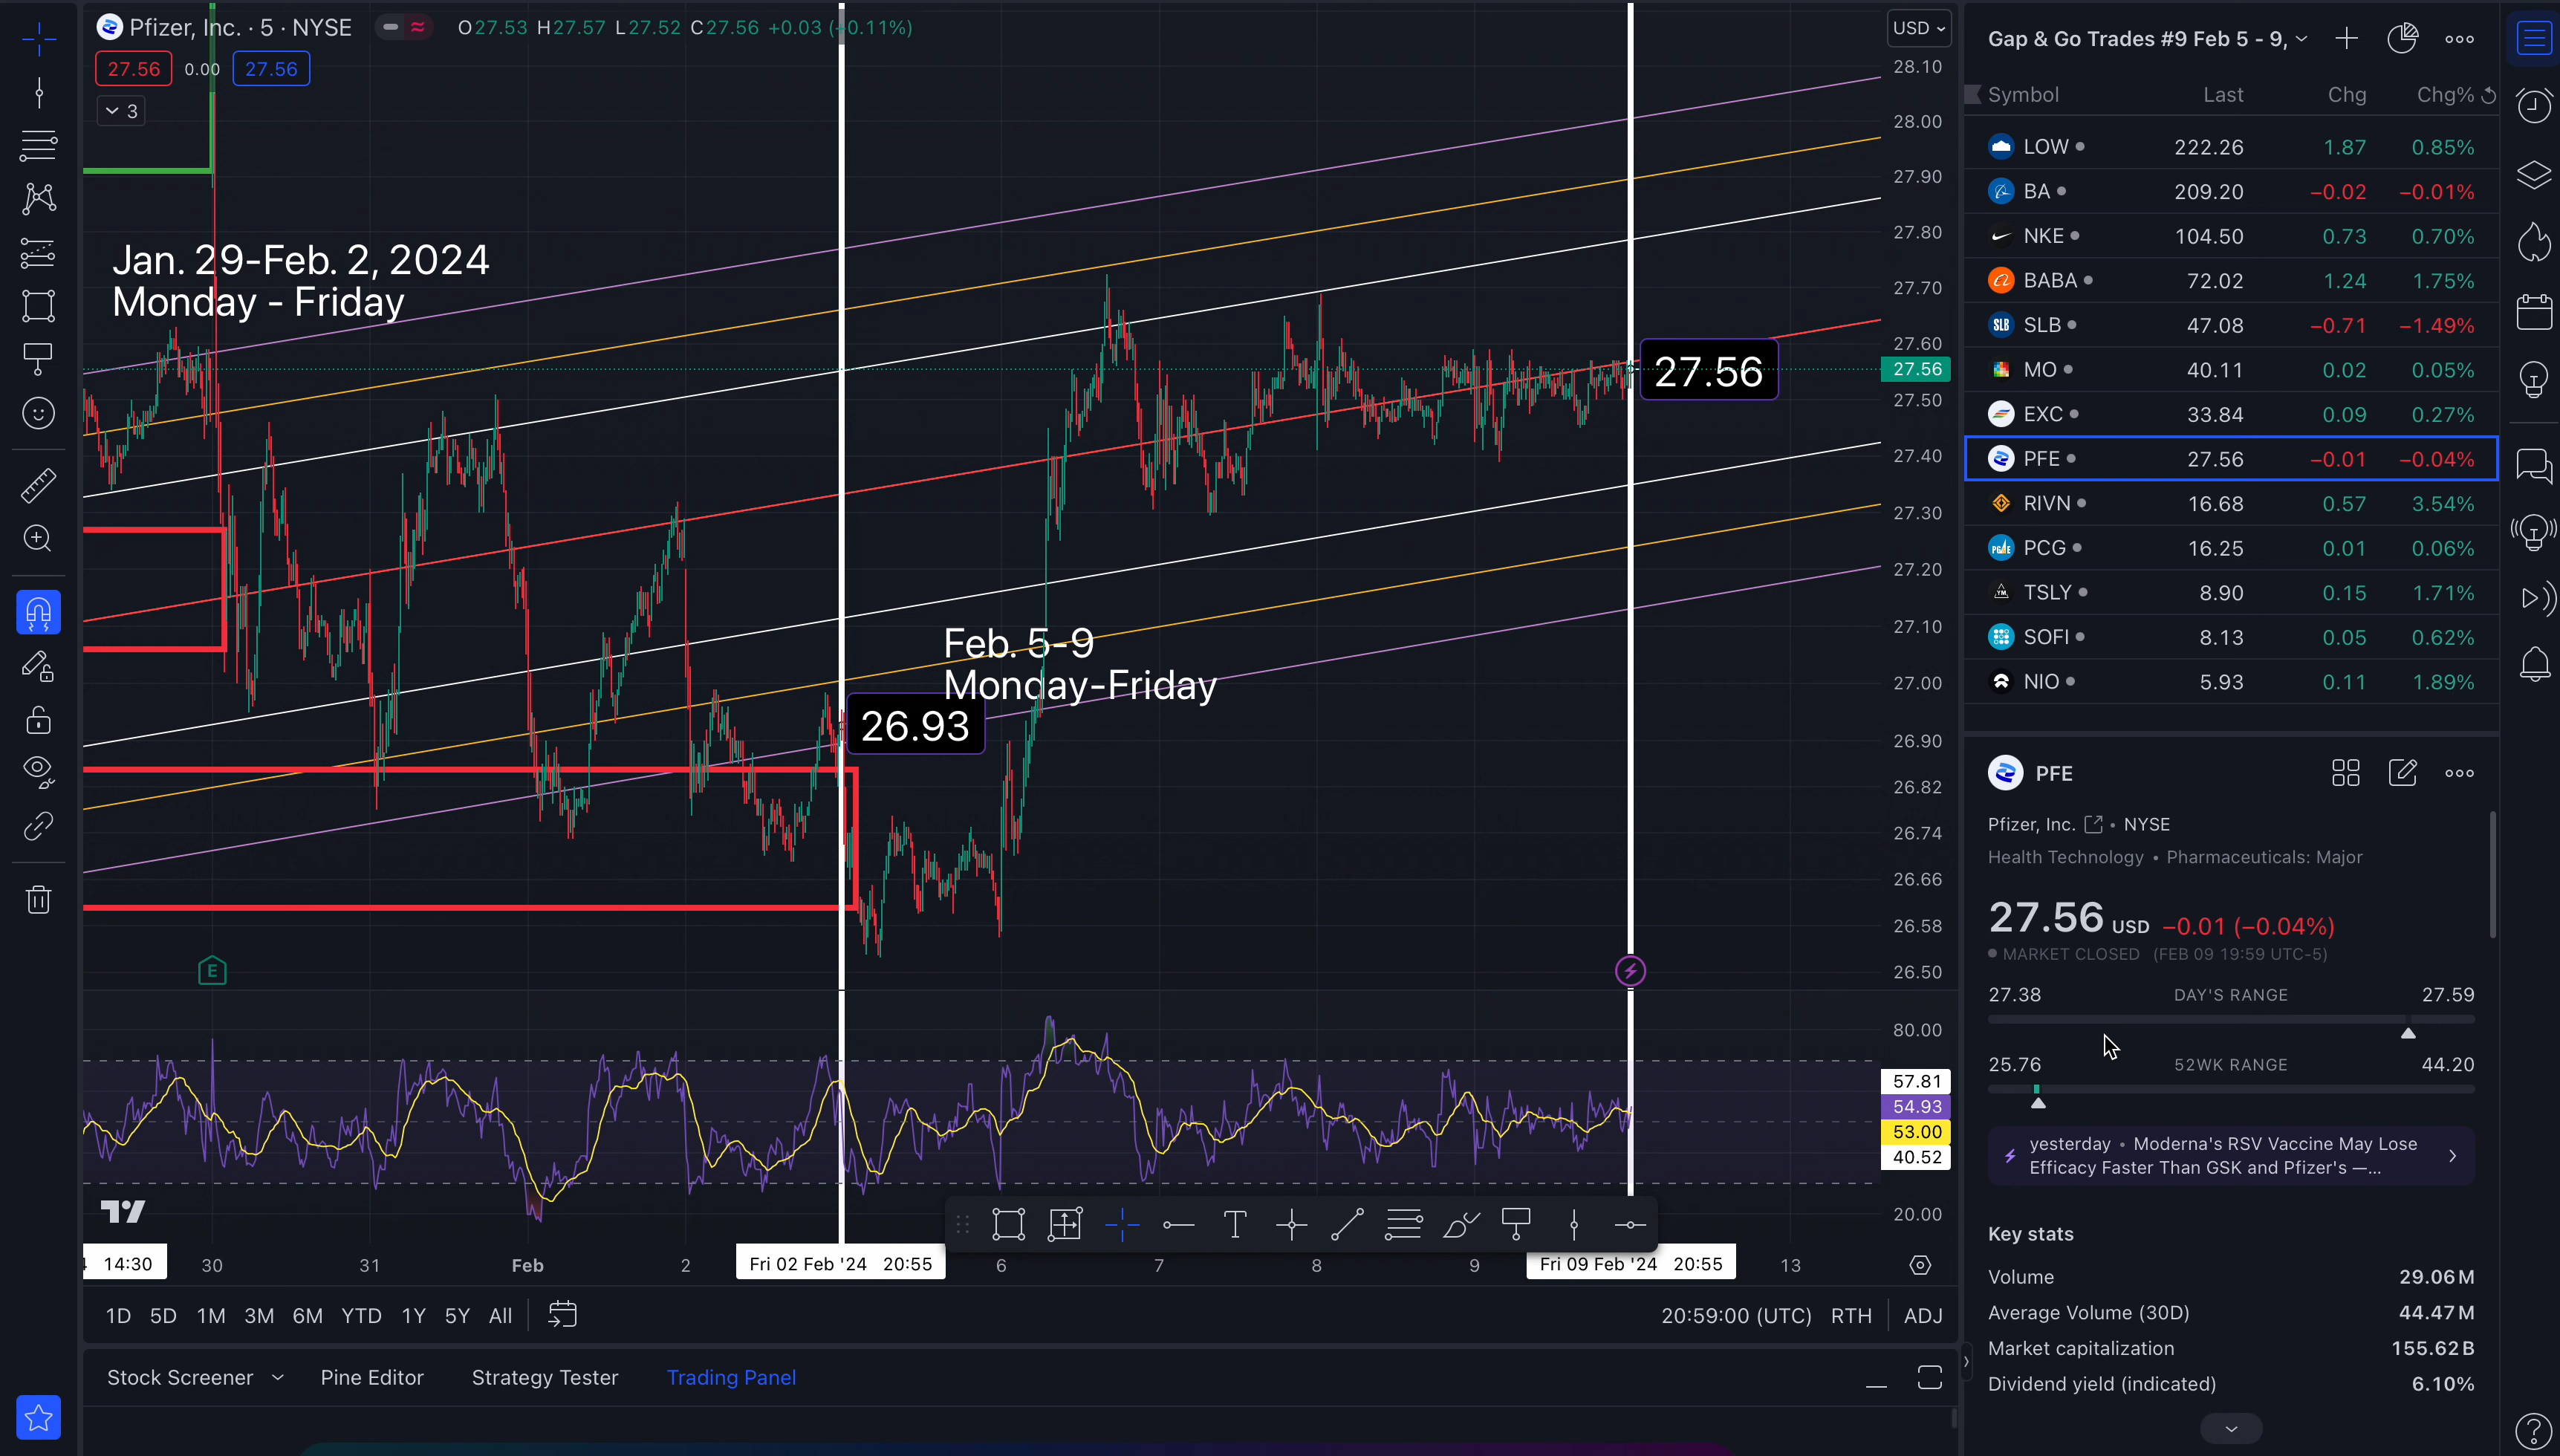 Pfizer, Inc. · 5 · NYSE
O27.53 H27.57 L27.52 C27.56 +0.03 (+0.11%)
27.56 0.00 27.56
3
USD
Jan. 29-Feb. 2, 2024
Monday - Friday
Feb. 5-9
Monday-Friday
26.93
27.56
28.10
28.00
27.90
27.80
27.70
27.60
27.56
27.50
27.40
27.30
27.20
27.10
27.00
26.90
26.82
26.74
26.66
26.58
26.50
E
80.00
57.81
54.93
53.00
40.52
20.00
14:30 30 31 Feb 2 Fri 02 Feb '24 20:55 6 7 8 9 Fri 09 Feb '24 20:55 13
1D 5D 1M 3M 6M YTD 1Y 5Y All
20:59:00 (UTC) RTH ADJ
Stock Screener Pine Editor Strategy Tester Trading Panel
Gap & Go Trades #9 Feb 5 - 9,
Symbol Last Chg Chg%
LOW 222.26 1.87 0.85%
BA 209.20 −0.02 −0.01%
NKE 104.50 0.73 0.70%
BABA 72.02 1.24 1.75%
SLB SLB 47.08 −0.71 −1.49%
MO 40.11 0.02 0.05%
EXC 33.84 0.09 0.27%
PFE 27.56 −0.01 −0.04%
RIVN 16.68 0.57 3.54%
PCG 16.25 0.01 0.06%
TSLY 8.90 0.15 1.71%
SOFI 8.13 0.05 0.62%
NIO 5.93 0.11 1.89%
PFE
Pfizer, Inc. • NYSE
Health Technology • Pharmaceuticals: Major
27.56 USD −0.01 (−0.04%)
MARKET CLOSED (FEB 09 19:59 UTC-5)
27.38 DAY'S RANGE 27.59
25.76 52WK RANGE 44.20
yesterday • Moderna's RSV Vaccine May Lose
Efficacy Faster Than GSK and Pfizer's —...
Key stats
Volume 29.06M
Average Volume (30D) 44.47M
Market capitalization 155.62B
Dividend yield (indicated) 6.10%